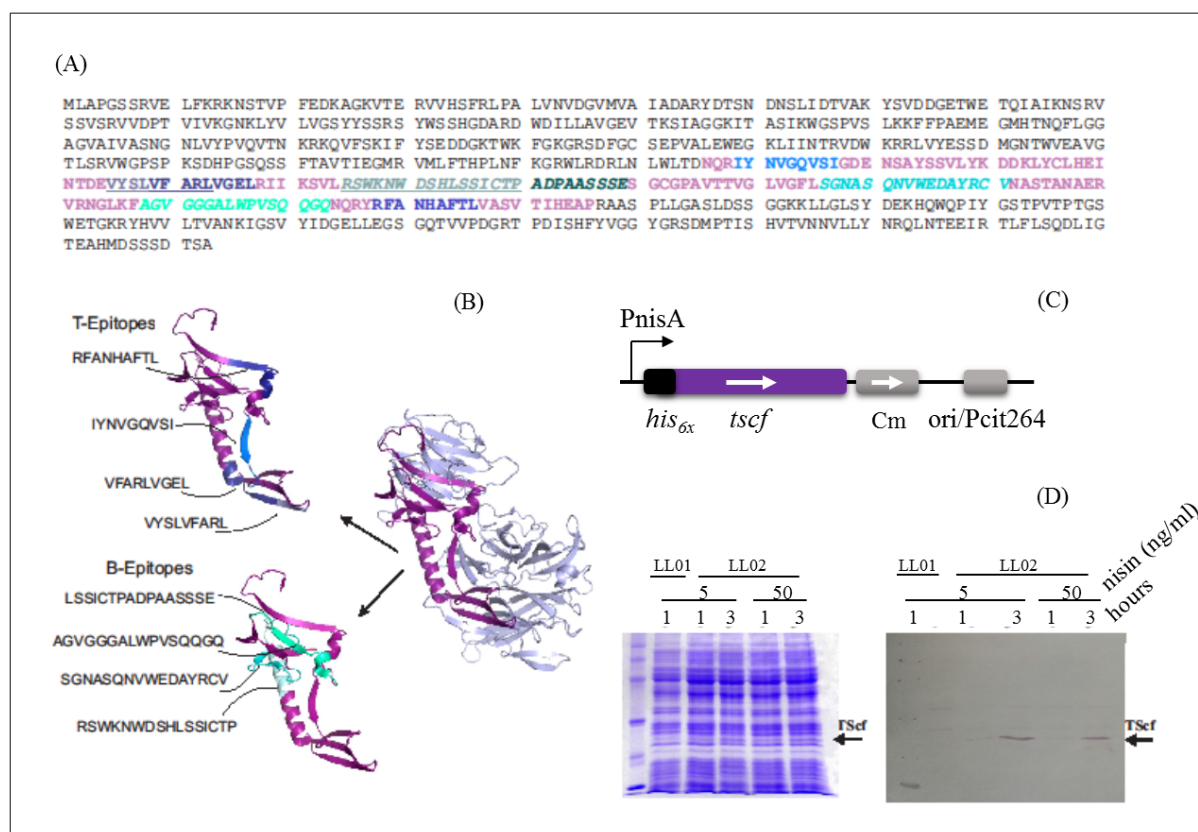 (A)
MLAPGSSRVE LFKRKNSTVP FEDKAGKVTE RVVHSFRLPA LVNVDGVMVA IADARYDTSN DNSLIDTVAK YSVDDGETWE TQIAIKNSRV
SSVSRVVDPT VIVKGNKLYV LVGSYYSSRS YWSSHGDARD WDILLAVGEV TKSIAGGKIT ASIKWGSPVS LKKFFPAEME GMHTNQFLGG
AGVAIVASNG NLVYPVQVTN KRKQVFSKIF YSEDDGKTWK FGKGRSDFGC SEPVALEWEG KLIINTRVDW KRRLVYESSD MGNTWVEAVG
TLSRVWGPSP KSDHPGSQSS FTAVTIEGMR VMLFTHPLNF KGRWLRDRLN LWLTDNQRIY NVGQVSIGDE NSAYSSVLYK DDKLYCLHEI
NTDEVYSLVF ARLVGELRII KSVLRSWKNW DSHLSSICTP ADPAASSSES GCGPAVTTVG LVGFLSGNAS QNVWEDAYRC VNASTANAER
VRNGLKFAGV GGGALWPVSQ QGQNQRYRFA NHAFTLVASV TIHEAPRAAS PLLGASLDSS GGKKLLGLSY DEKHQWQPIY GSTPVTPTGS
WETGKRYHVV LTVANKIGSV YIDGELLEGS GQTVVPDGRT PDISHFYVGG YGRSDMPTIS HVTVNNVLLY NRQLNTEEIR TLFLSQDLIG
TEAHMDSSSD TSA
(B)
T-Epitopes
RFANHAFTL
IYNVGQVSI
VFARLVGEL
VYSLVFARL
B-Epitopes
LSSICTPADPAASSSE
AGVGGGALWPVSQQGQ
SGNASQNVWEDAYRCV
RSWKNWDSHLSSICTP
(C)
PnisA
his6x tscf Cm ori/Pcit264
(D)
LL01 LL02
5 50
1 1 3 1 3
TScf
LL01 LL02
5 50
1 1 3 1 3
nisin (ng/ml)
hours
TScf